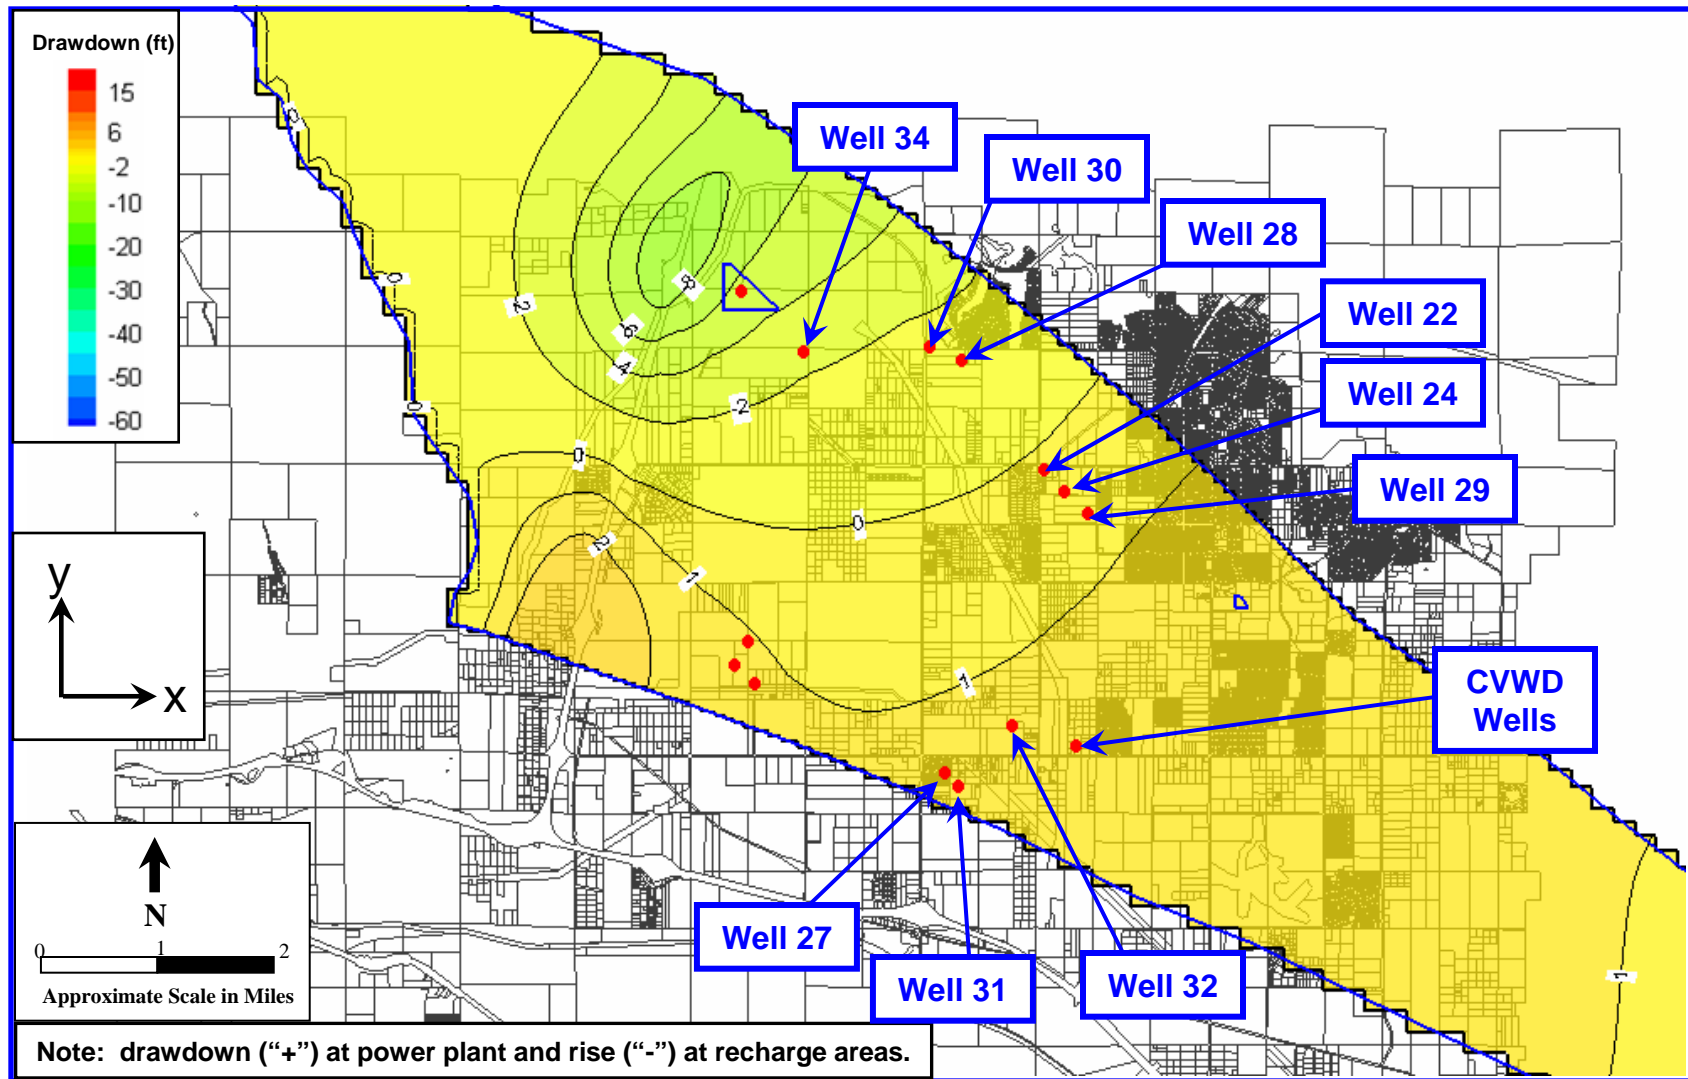 Drawdown (ft)
15
6
-2
-10
-20
-30
-40
-50
-60
Well 34
Well 30
Well 28
Well 22
Well 24
Well 29
CVWD
Wells
Well 27
Well 31
Well 32
0
0
0
-2
-4
-6
-8
-2
0
0
2
1
1
1
y
x
N
0 1 2
Approximate Scale in Miles
Note: drawdown (“+”) at power plant and rise (“-”) at recharge areas.